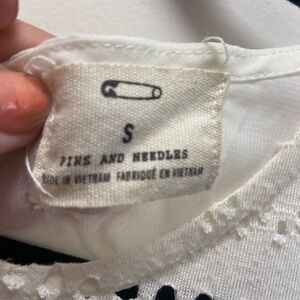 S
PINS AND NEEDLES
MADE IN VIETNAM FABRIQUÉ EN VIETNAM